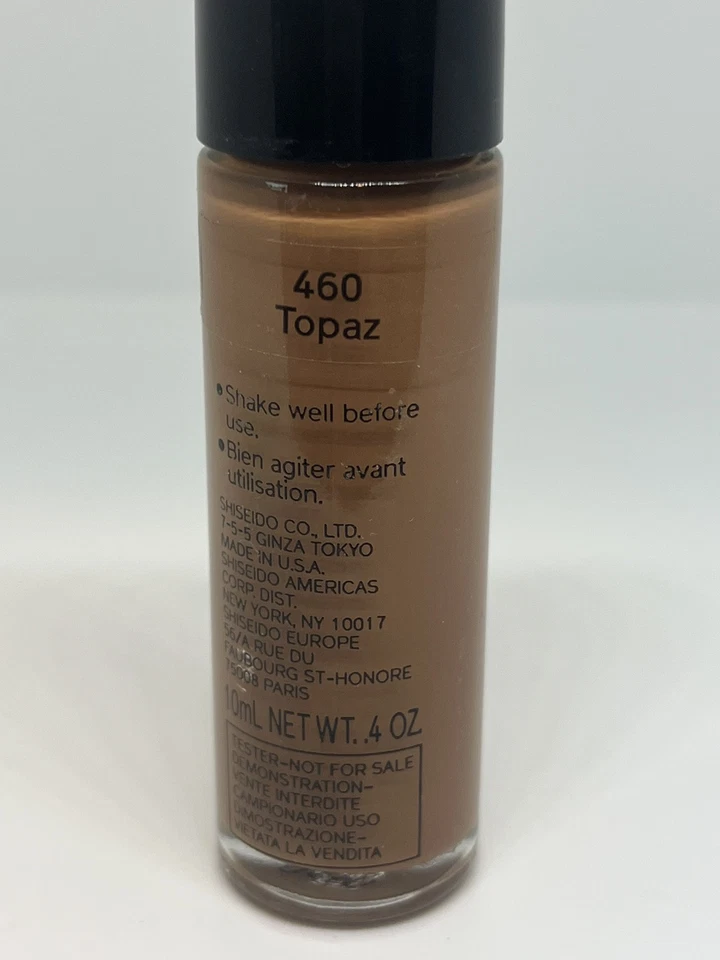 460
Topaz
•Shake well before
use.
•Bien agiter avant
utilisation.
SHISEIDO CO., LTD.
7-5-5 GINZA TOKYO
MADE IN U.S.A.
SHISEIDO AMERICAS
CORP. DIST.
NEW YORK, NY 10017
SHISEIDO EUROPE
56/A RUE DU
FAUBOURG ST-HONORE
75008 PARIS
10mL NET WT. .4 OZ
TESTER-NOT FOR SALE
DEMONSTRATION-
VENTE INTERDITE
CAMPIONARIO USO
DIMOSTRAZIONE-
VIETATA LA VENDITA